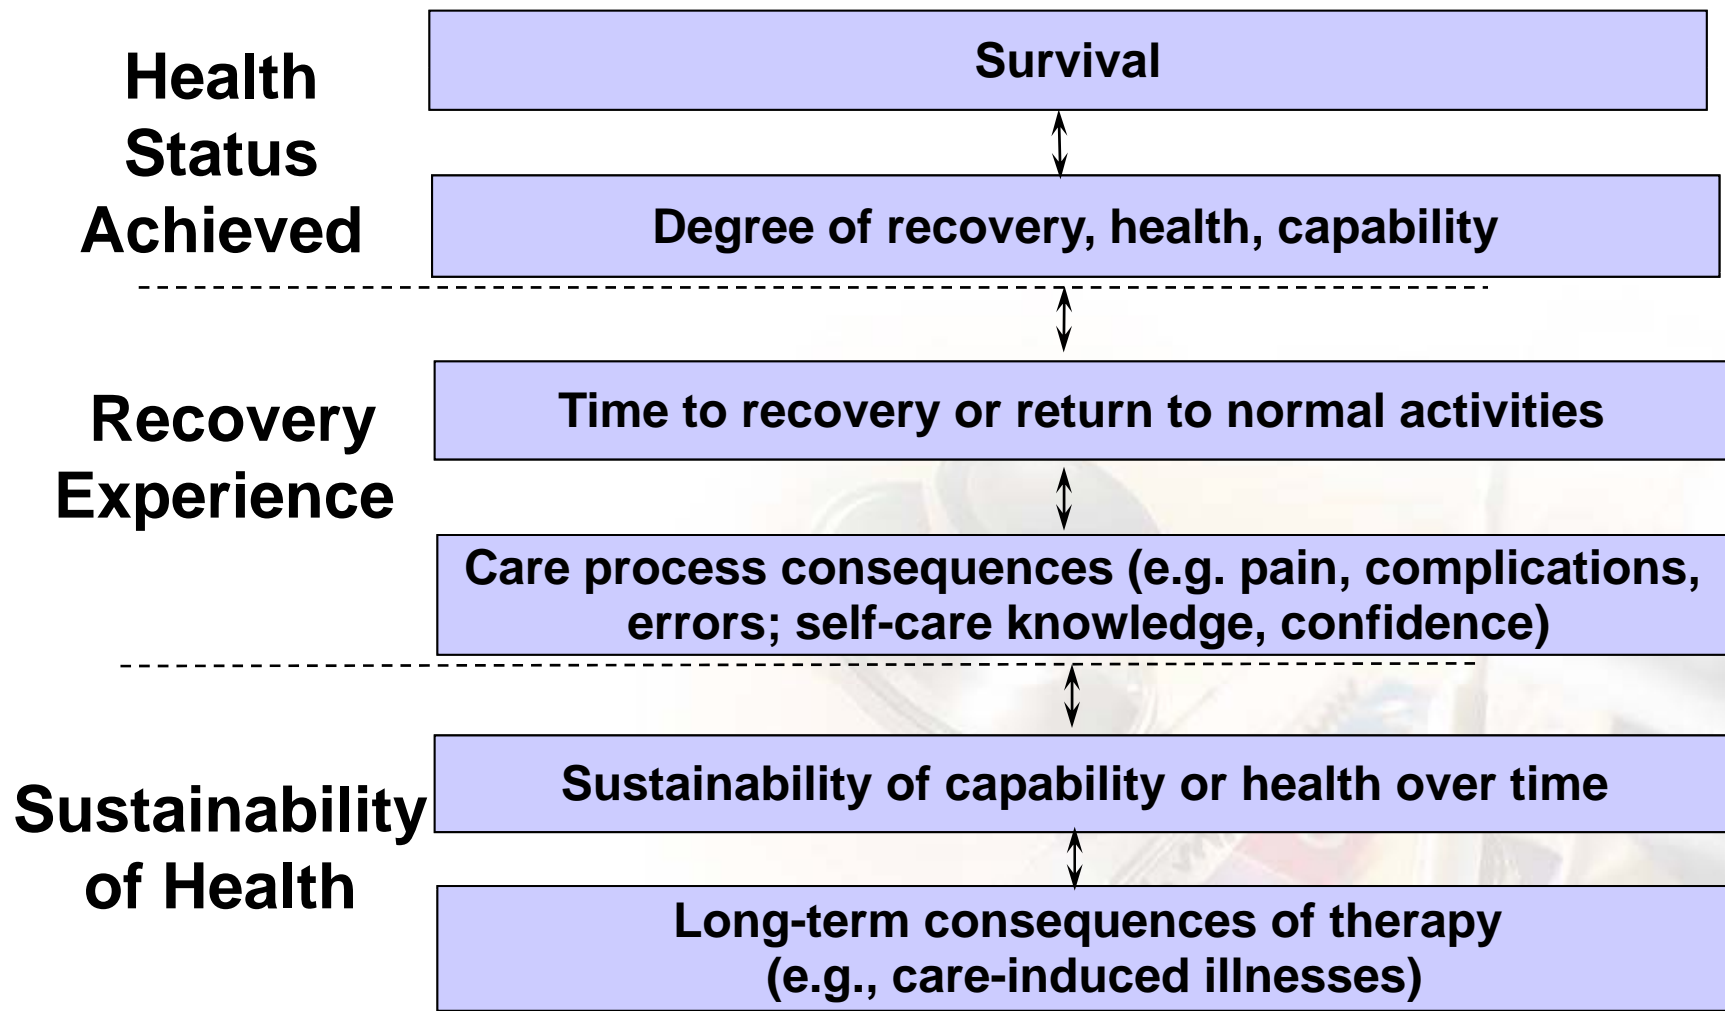 Health
Status
Achieved
Survival
Degree of recovery, health, capability
Recovery
Experience
Time to recovery or return to normal activities
Care process consequences (e.g. pain, complications,
errors; self-care knowledge, confidence)
Sustainability
of Health
Sustainability of capability or health over time
Long-term consequences of therapy
(e.g., care-induced illnesses)